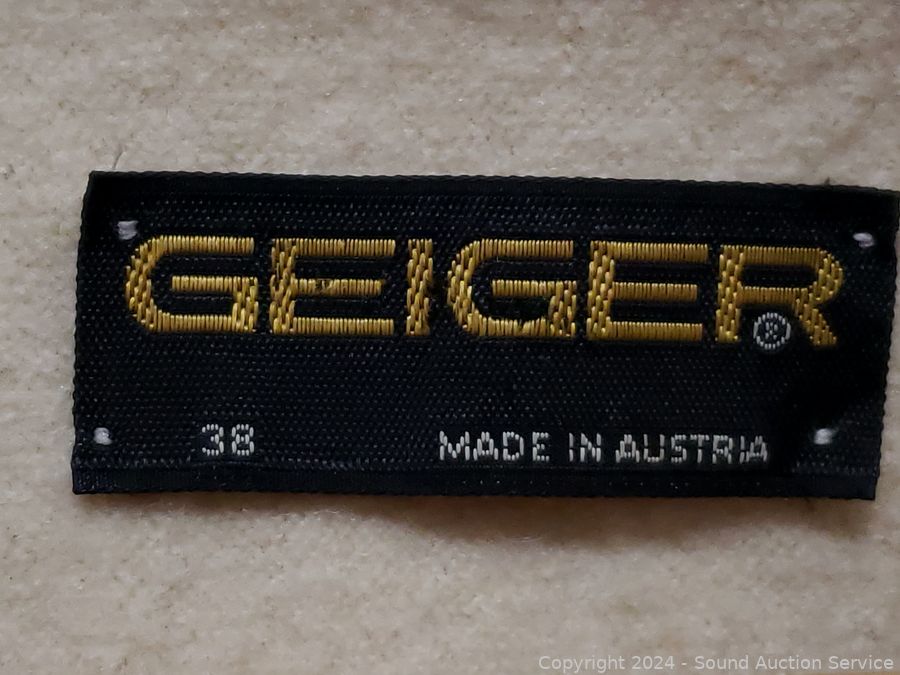 GEIGER®
38 MADE IN AUSTRIA
Copyright 2024 - Sound Auction Service